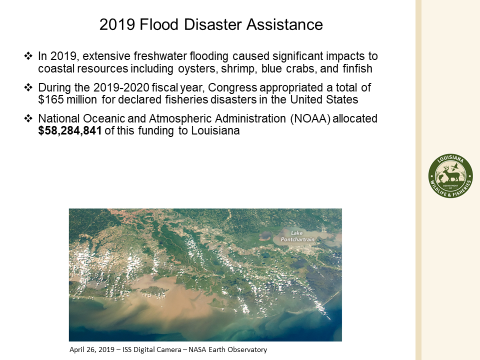 2019 Flood Disaster Assistance
❖ In 2019, extensive freshwater flooding caused significant impacts to
coastal resources including oysters, shrimp, blue crabs, and finfish
❖ During the 2019-2020 fiscal year, Congress appropriated a total of
$165 million for declared fisheries disasters in the United States
❖ National Oceanic and Atmospheric Administration (NOAA) allocated
$58,284,841 of this funding to Louisiana
LOUISIANA
WILDLIFE & FISHERIES
Lake
Pontchartrain
April 26, 2019 – ISS Digital Camera – NASA Earth Observatory